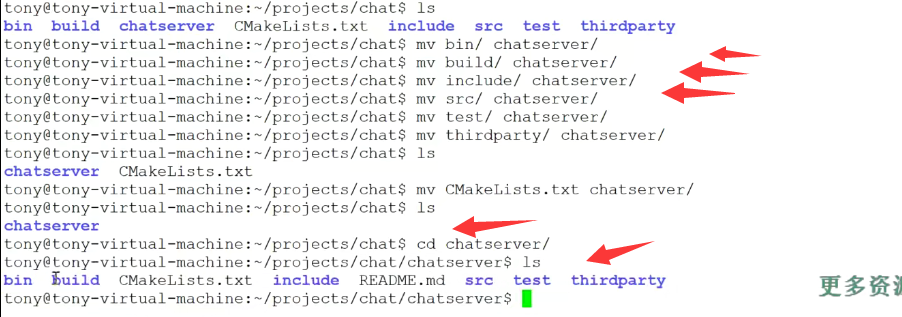 tony@tony-virtual-machine:~/projects/chat$ ls
bin build chatserver CMakeLists.txt include src test thirdparty
tony@tony-virtual-machine:~/projects/chat$ mv bin/ chatserver/
tony@tony-virtual-machine:~/projects/chat$ mv build/ chatserver/
tony@tony-virtual-machine:~/projects/chat$ mv include/ chatserver/
tony@tony-virtual-machine:~/projects/chat$ mv src/ chatserver/
tony@tony-virtual-machine:~/projects/chat$ mv test/ chatserver/
tony@tony-virtual-machine:~/projects/chat$ mv thirdparty/ chatserver/
tony@tony-virtual-machine:~/projects/chat$ ls
chatserver CMakeLists.txt
tony@tony-virtual-machine:~/projects/chat$ mv CMakeLists.txt chatserver/
tony@tony-virtual-machine:~/projects/chat$ ls
chatserver
tony@tony-virtual-machine:~/projects/chat$ cd chatserver/
tony@tony-virtual-machine:~/projects/chat/chatserver$ ls
bin build CMakeLists.txt include README.md src test thirdparty
更多资源
tony@tony-virtual-machine:~/projects/chat/chatserver$